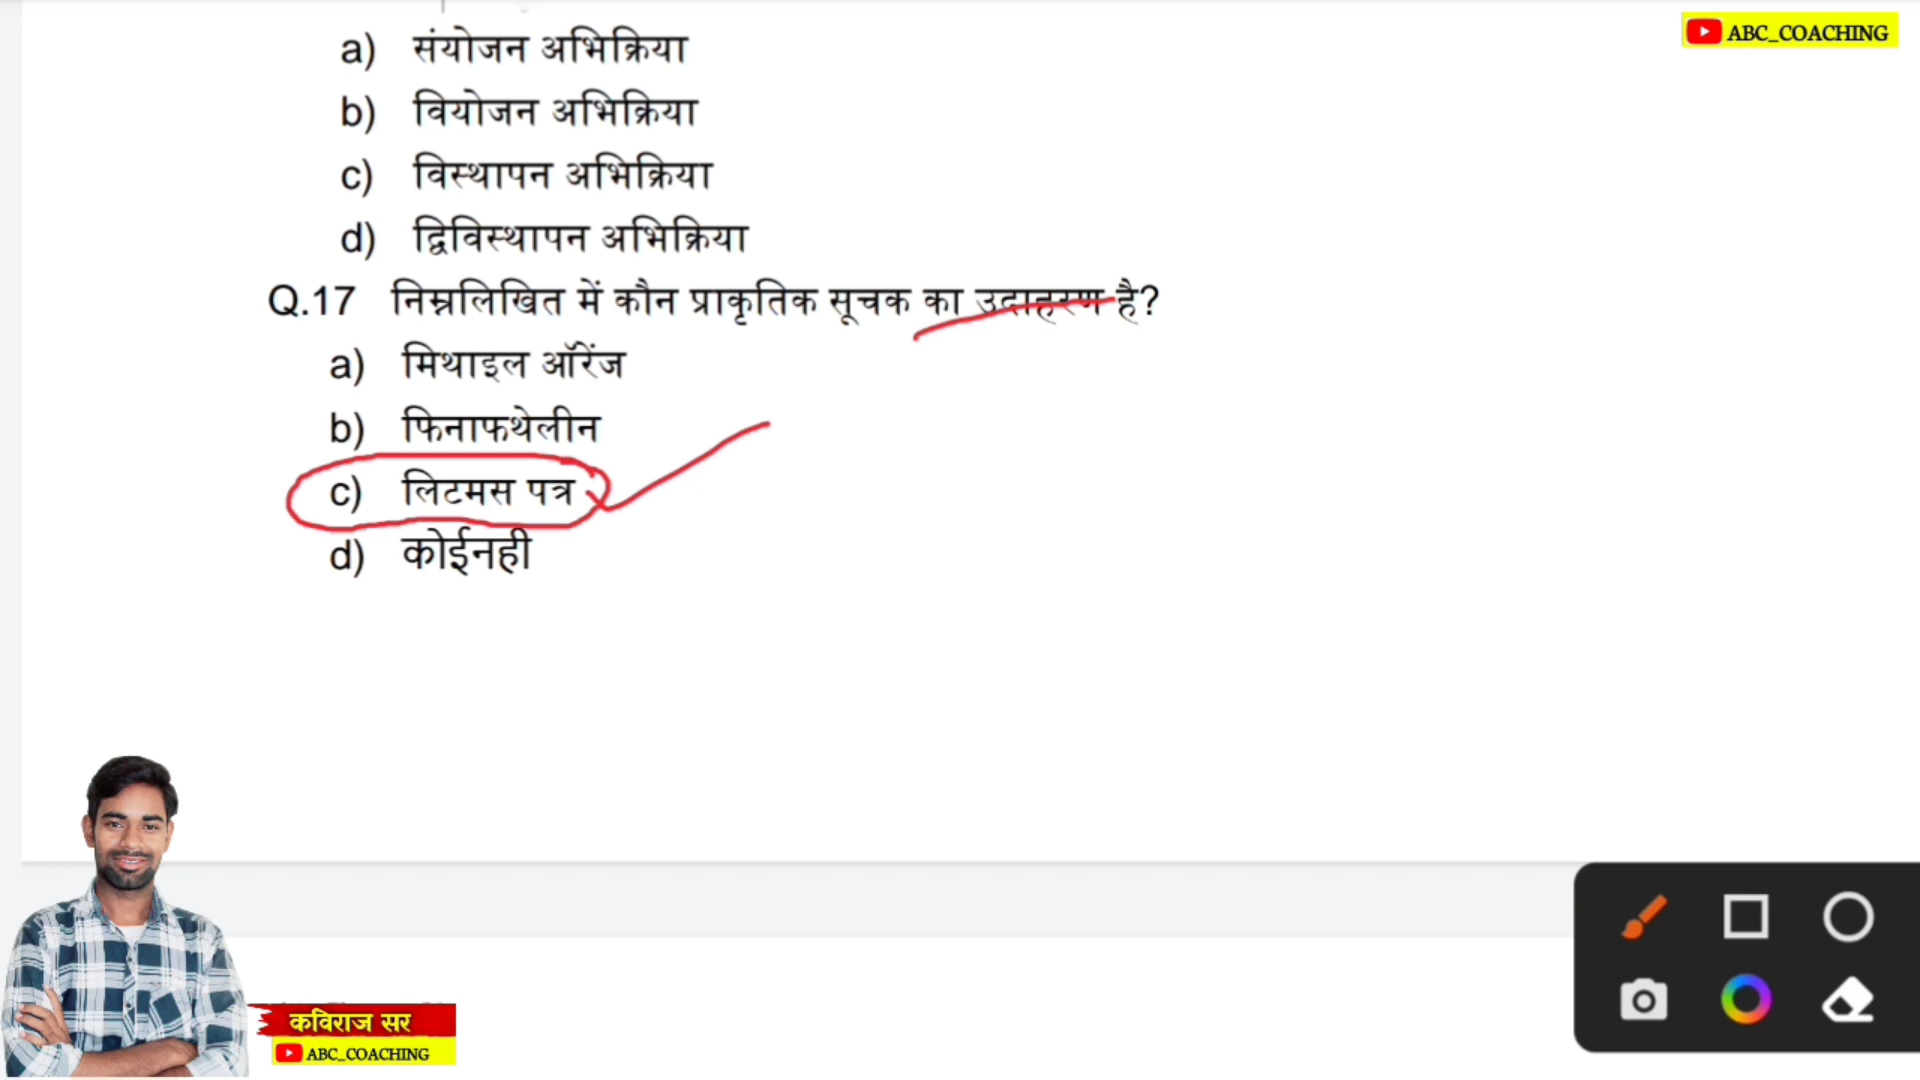 ABC_COACHING
a) संयोजन अभिक्रिया
b) वियोजन अभिक्रिया
c) विस्थापन अभिक्रिया
d) द्विविस्थापन अभिक्रिया
Q.17 निम्नलिखित में कौन प्राकृतिक सूचक का उदाहरण है?
a) मिथाइल ऑरेंज
b) फिनाफथेलीन
c) लिटमस पत्र
d) कोईनही
कविराज सर
ABC_COACHING